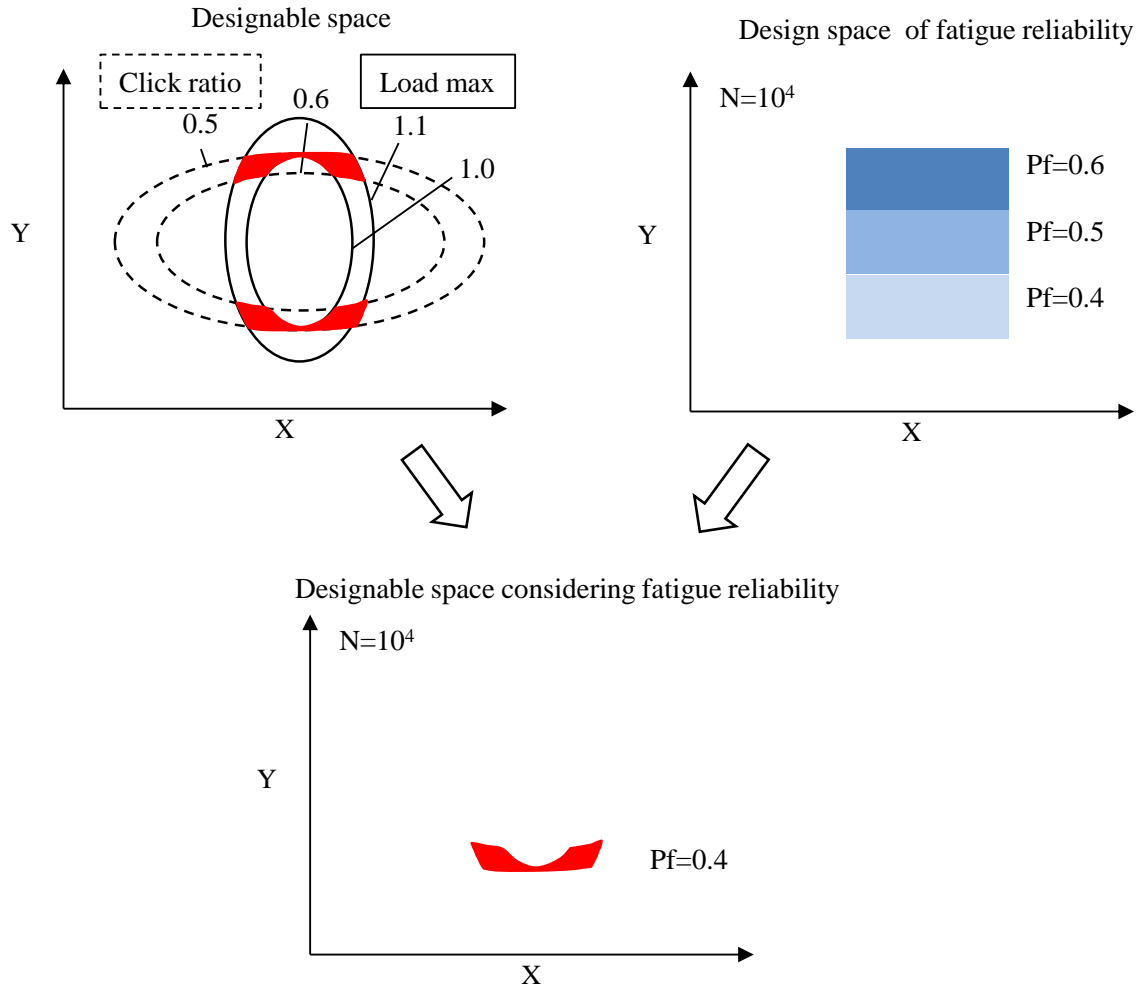 Designable space
Click ratio
Load max
0.5
0.6
1.1
1.0
Y
X
Design space of fatigue reliability
N=10⁴
Pf=0.6
Pf=0.5
Pf=0.4
Y
X
Designable space considering fatigue reliability
N=10⁴
Y
Pf=0.4
X